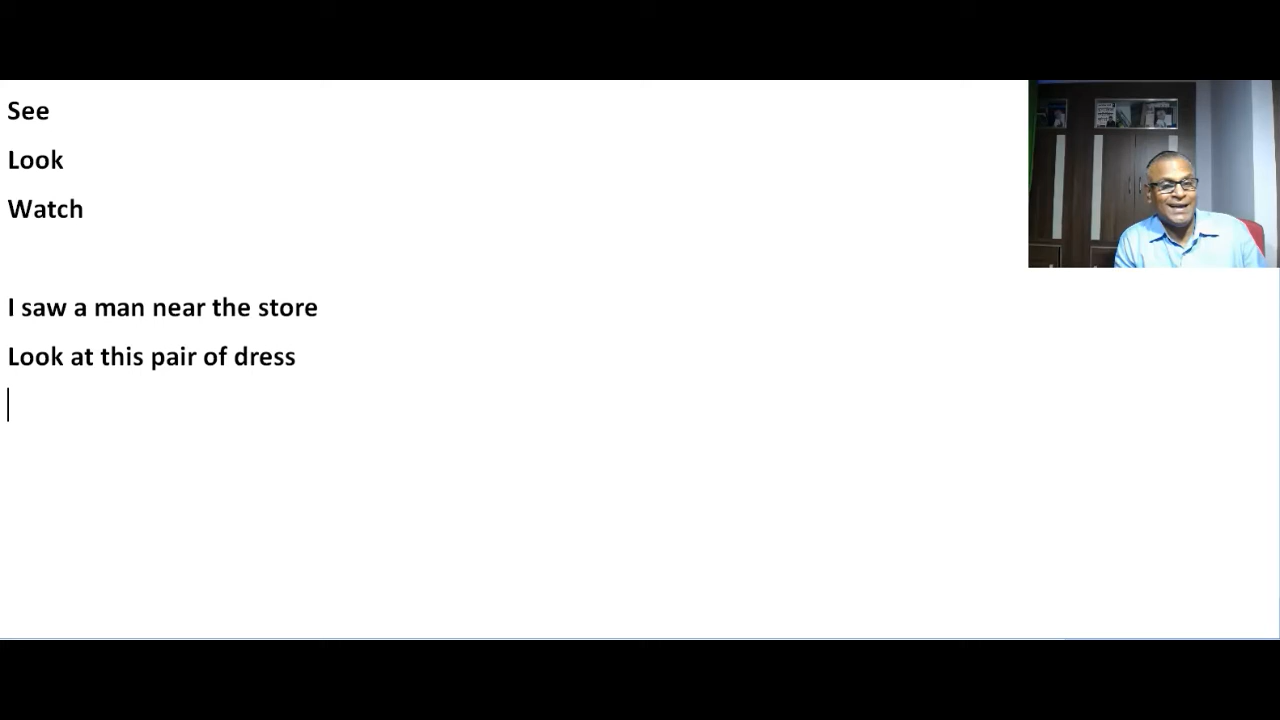 See
Look
Watch
I saw a man near the store
Look at this pair of dress